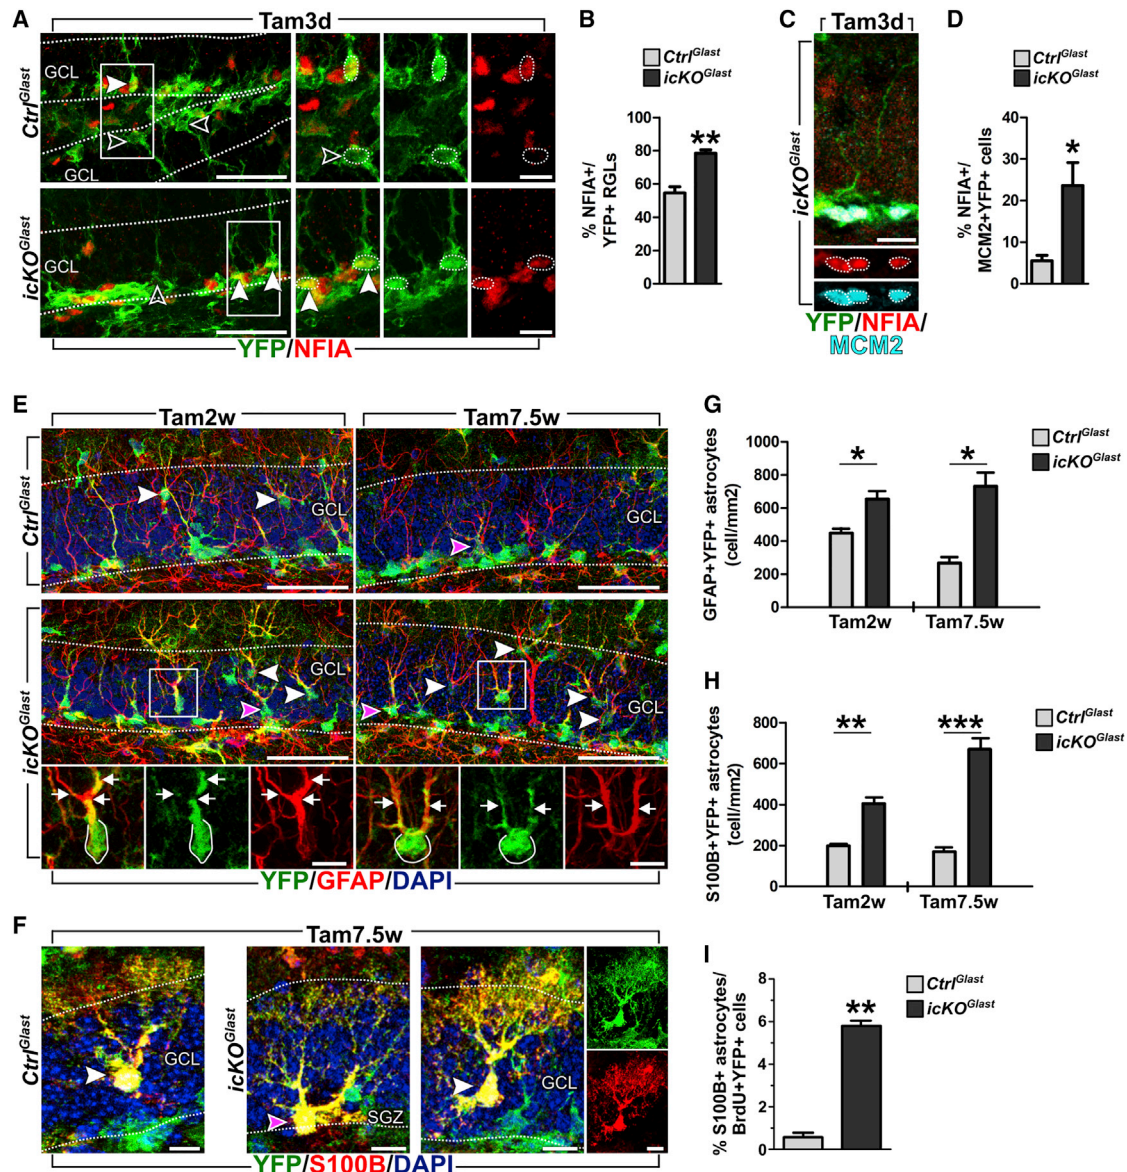 A
Tam3d
Ctrl^Glast
GCL
GCL
icKO^Glast
GCL
YFP/NFIA
B
Ctrl^Glast
icKO^Glast
% NFIA+/
YFP+ RGLs
100
80
60
40
20
0
**
C
Tam3d
icKO^Glast
YFP/NFIA/
MCM2
D
Ctrl^Glast
icKO^Glast
% NFIA+/
MCM2+YFP+ cells
40
30
20
10
0
*
E
Tam2w
Tam7.5w
Ctrl^Glast
GCL
GCL
icKO^Glast
GCL
GCL
YFP/GFAP/DAPI
F
Tam7.5w
Ctrl^Glast
GCL
icKO^Glast
SGZ
GCL
YFP/S100B/DAPI
G
Ctrl^Glast
icKO^Glast
GFAP+YFP+ astrocytes
(cell/mm2)
1000
800
600
400
200
0
*
*
Tam2w
Tam7.5w
H
Ctrl^Glast
icKO^Glast
S100B+YFP+ astrocytes
(cell/mm2)
800
600
400
200
0
**
***
Tam2w
Tam7.5w
I
Ctrl^Glast
icKO^Glast
% S100B+ astrocytes/
BrdU+YFP+ cells
8
6
4
2
0
**